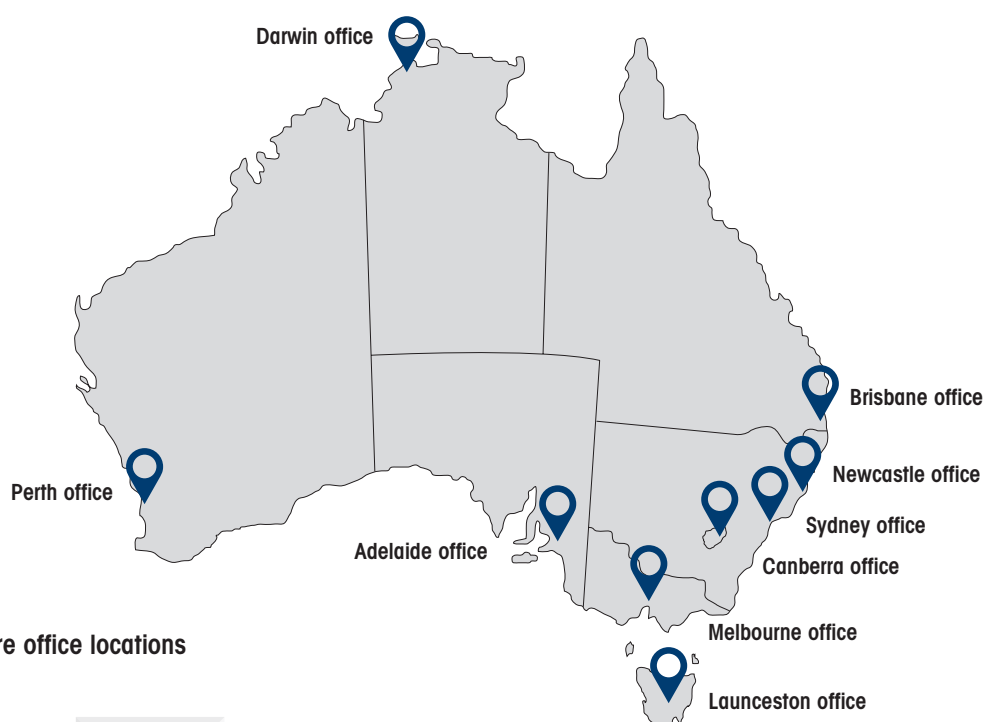 Darwin office
Brisbane office
Newcastle office
Perth office
Sydney office
Adelaide office
Canberra office
Melbourne office
office locations
Launceston office